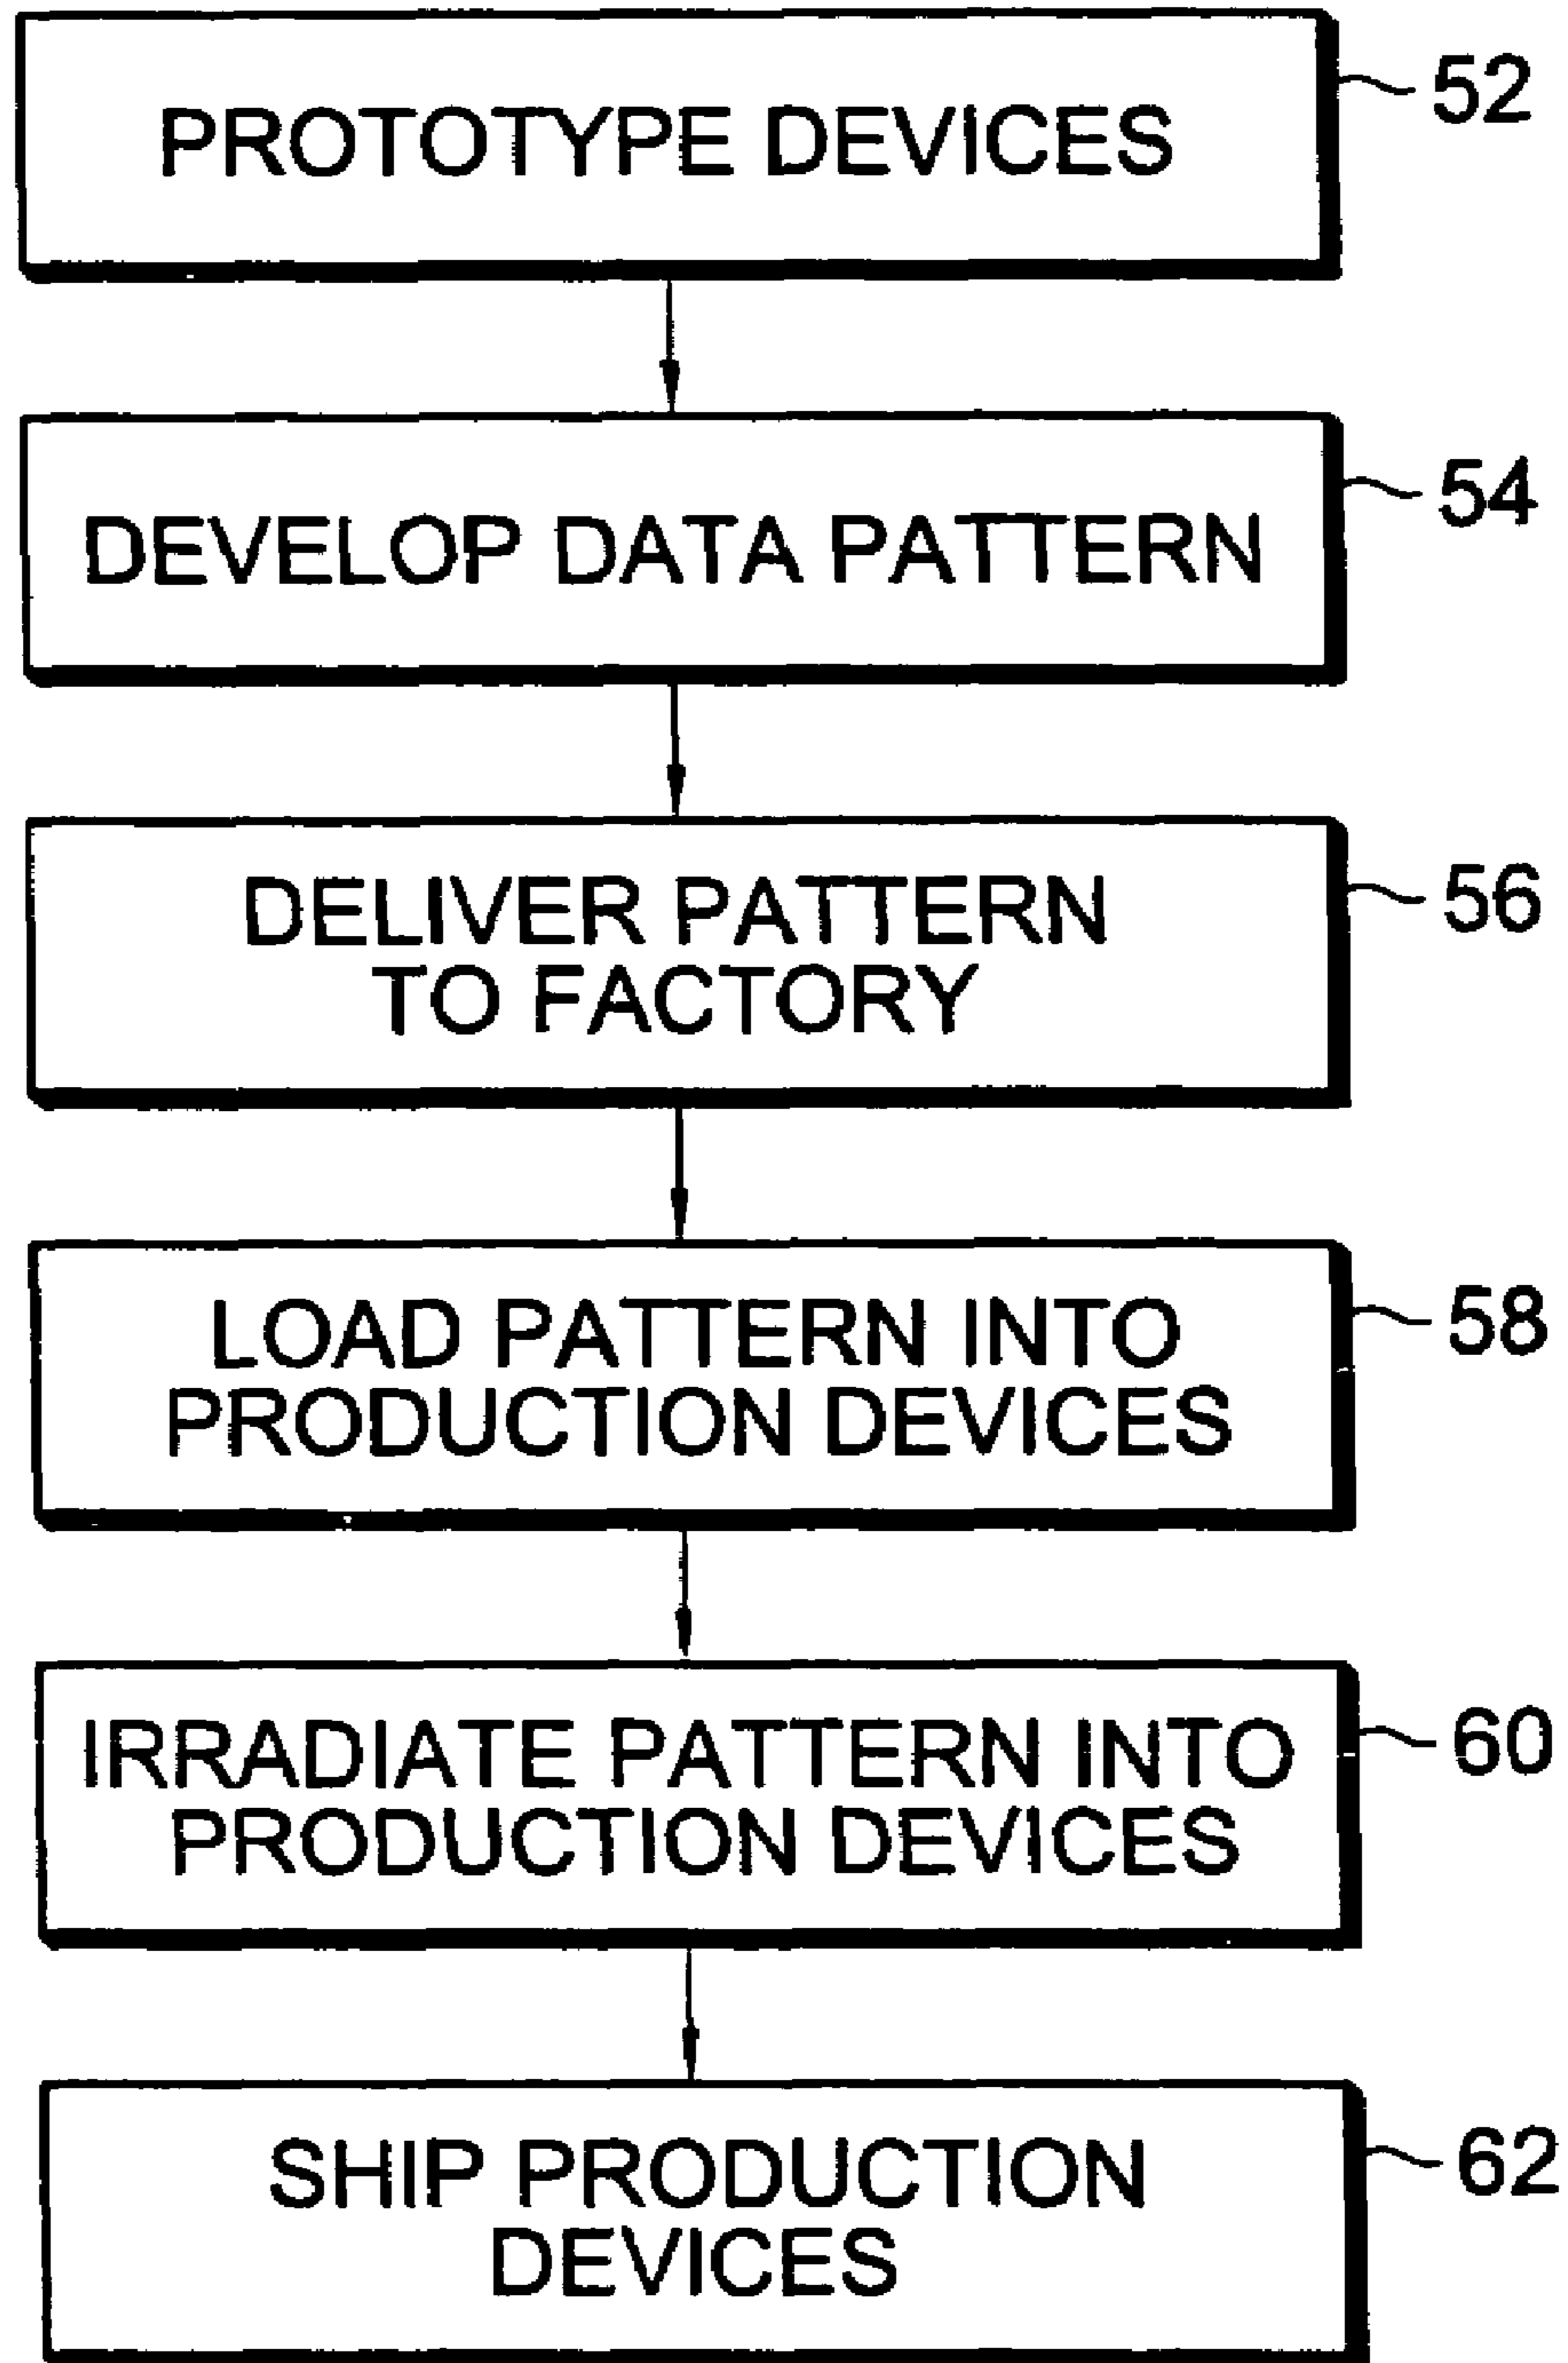 PROTOTYPE DEVICES
52
DEVELOP DATA PATTERN
54
DELIVER PATTERN
TO FACTORY
56
LOAD PATTERN INTO
PRODUCTION DEVICES
58
IRRADIATE PATTERN INTO
PRODUCTION DEVICES
60
SHIP PRODUCTION
DEVICES
62